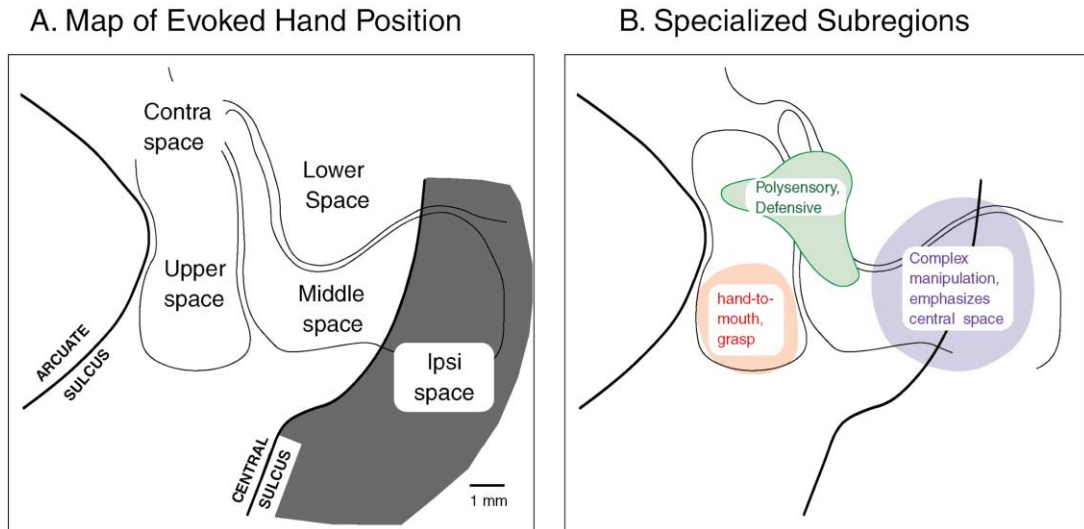 A. Map of Evoked Hand Position
Contra
space
Lower
Space
Upper
space
Middle
space
Ipsi
space
ARCUATE
SULCUS
CENTRAL
SULCUS
1 mm
B. Specialized Subregions
Polysensory,
Defensive
hand-to-
mouth,
grasp
Complex
manipulation,
emphasizes
central space